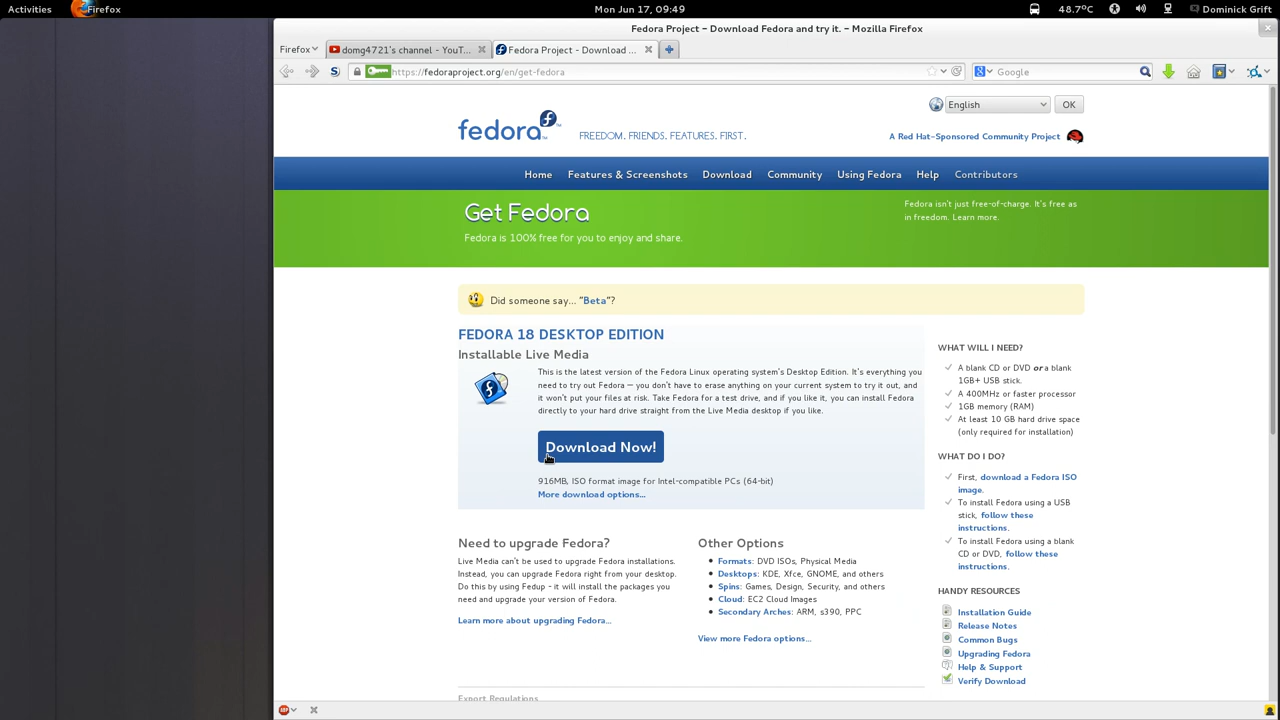 Activities Firefox Mon Jun 17, 09:49 48.7°C Dominick Grift
Fedora Project – Download Fedora and try it. – Mozilla Firefox
Firefox domg4721's channel - YouT... Fedora Project - Download ...
https://fedoraproject.org/en/get-fedora Google
English OK
fedora FREEDOM. FRIENDS. FEATURES. FIRST. A Red Hat-Sponsored Community Project
Home Features & Screenshots Download Community Using Fedora Help Contributors
Get Fedora
Fedora is 100% free for you to enjoy and share.
Fedora isn't just free-of-charge. It's free as
in freedom. Learn more.
Did someone say... "Beta"?
FEDORA 18 DESKTOP EDITION
Installable Live Media
This is the latest version of the Fedora Linux operating system's Desktop Edition. It's everything you
need to try out Fedora — you don't have to erase anything on your current system to try it out, and
it won't put your files at risk. Take Fedora for a test drive, and if you like it, you can install Fedora
directly to your hard drive straight from the Live Media desktop if you like.
Download Now!
916MB, ISO format image for Intel-compatible PCs (64-bit)
More download options...
Need to upgrade Fedora?
Live Media can't be used to upgrade Fedora installations.
Instead, you can upgrade Fedora right from your desktop.
Do this by using Fedup - it will install the packages you
need and upgrade your version of Fedora.
Learn more about upgrading Fedora...
Other Options
Formats: DVD ISOs, Physical Media
Desktops: KDE, Xfce, GNOME, and others
Spins: Games, Design, Security, and others
Cloud: EC2 Cloud Images
Secondary Arches: ARM, s390, PPC
View more Fedora options...
WHAT WILL I NEED?
A blank CD or DVD or a blank
1GB+ USB stick.
A 400MHz or faster processor
1GB memory (RAM)
At least 10 GB hard drive space
(only required for installation)
WHAT DO I DO?
First, download a Fedora ISO
image.
To install Fedora using a USB
stick, follow these
instructions.
To install Fedora using a blank
CD or DVD, follow these
instructions.
HANDY RESOURCES
Installation Guide
Release Notes
Common Bugs
Upgrading Fedora
Help & Support
Verify Download
Export Regulations